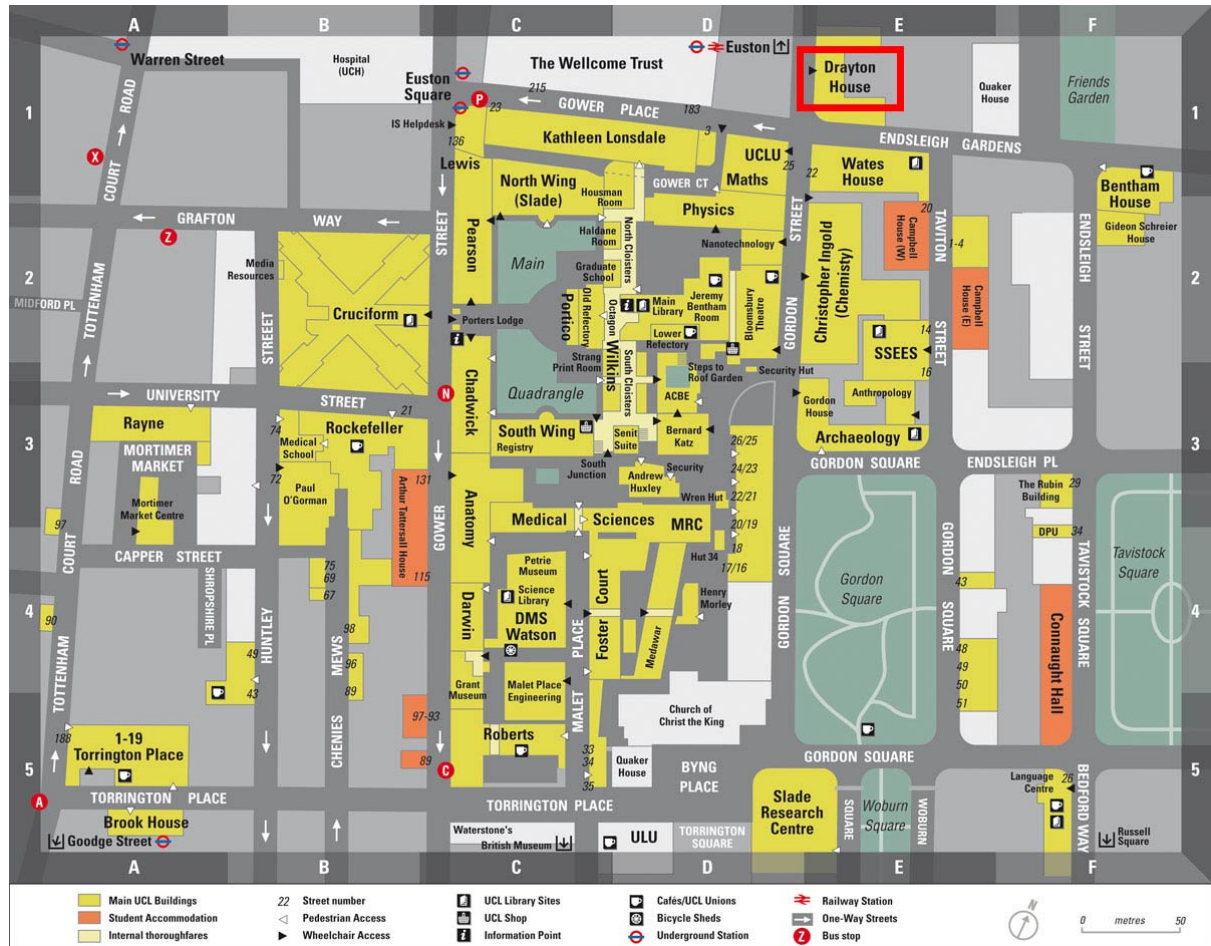 A B C D E F
Warren Street
Hospital
(UCH)
The Wellcome Trust
Euston
Drayton
House
Quaker
House
Friends
Garden
Euston
Square
P
23
215
GOWER PLACE
183
3
1
1
ROAD
COURT
X
IS Helpdesk
136
Kathleen Lonsdale
ENDSLEIGH GARDENS
Lewis
UCLU
Maths
25
22
Wates
House
Bentham
House
Gideon Schreier
House
North Wing
(Slade)
Housman
Room
GOWER CT
Physics
STREET
GRAFTON WAY
Z
STREET
Pearson
Haldane
Room
North Cloisters
Nanotechnology
20
Campbell
House (W)
TAVITON
1-4
ENDSLEIGH
2
2
Media
Resources
Main
Graduate
School
Christopher Ingold
(Chemisty)
Campbell
House (E)
MIDFORD PL
TOTTENHAM
Cruciform
Porters Lodge
Portico
Old Refectory
Octagon
Main
Library
Jeremy
Bentham
Room
Bloomsbury
Theatre
GORDON
14
SSEES
16
STREET
STREET
STREEET
Lower
Refectory
Wilkins
Strang
Print Room
South Cloisters
Steps to
Roof Garden
Security Hut
Chadwick
Quadrangle
N
UNIVERSITY STREET
21
ACBE
Gordon
House
Anthropology
Rayne
74
Rockefeller
Medical
School
South Wing
Registry
Senit
Suite
Bernard
Katz
26/25
Archaeology
3
3
MORTIMER
MARKET
72
Paul
O'Gorman
131
South
Junction
Security
24/23
GORDON SQUARE
ENDSLEIGH PL
ROAD
Mortimer
Market Centre
Arthur Tattersall House
Anatomy
Andrew
Huxley
Wren Hut
22/21
The Rubin
Building
29
97
GOWER
Medical Sciences
MRC
20/19
SQUARE
GORDON
DPU
34
COURT
CAPPER STREET
Hut 34
18
17/16
TAVISTOCK
Tavistock
Square
SHROPSHIRE PL
75
69
67
115
Petrie
Museum
Science
Library
Court
Gordon
Square
43
4
4
90
HUNTLEY
98
Darwin
DMS
Watson
PLACE
Foster
Medawar
Henry
Morley
GORDON
SQUARE
48
49
50
51
Connaught Hall
SQUARE
49
43
MEWS
96
89
TOTTENHAM
Grant
Museum
Malet Place
Engineering
Church of
Christ the King
CHENIES
97-93
MALET
188
1-19
Torrington Place
Roberts
33
34
35
Quaker
House
BYNG
PLACE
GORDON SQUARE
89
C
5
5
A
TORRINGTON PLACE
TORRINGTON PLACE
Slade
Research
Centre
SQUARE
Woburn
Square
WOBURN
Language
Centre
26
BEDFORD WAY
Brook House
Goodge Street
Waterstone's
British Museum
ULU
TORRINGTON
SQUARE
Russell
Square
A B C D E F
Main UCL Buildings
Student Accommodation
Internal thoroughfares
22 Street number
Pedestrian Access
Wheelchair Access
UCL Library Sites
UCL Shop
i Information Point
Cafés/UCL Unions
Bicycle Sheds
Underground Station
Railway Station
One-Way Streets
Z Bus stop
N
0 metres 50